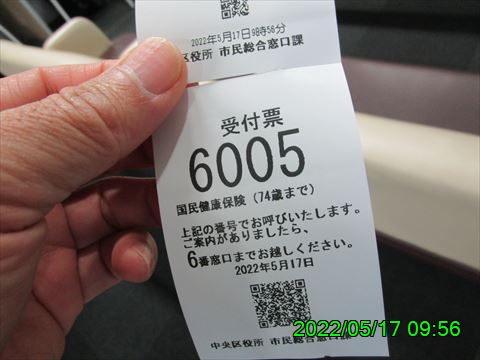 2022年5月17日9時56分
区役所 市民総合窓口課
受付票
6005
国民健康保険（74歳まで）
上記の番号でお呼びいたします。
ご案内がありましたら、
6番窓口までお越しください。
2022年5月17日
中央区役所 市民総合窓口課
2022/05/17 09:56